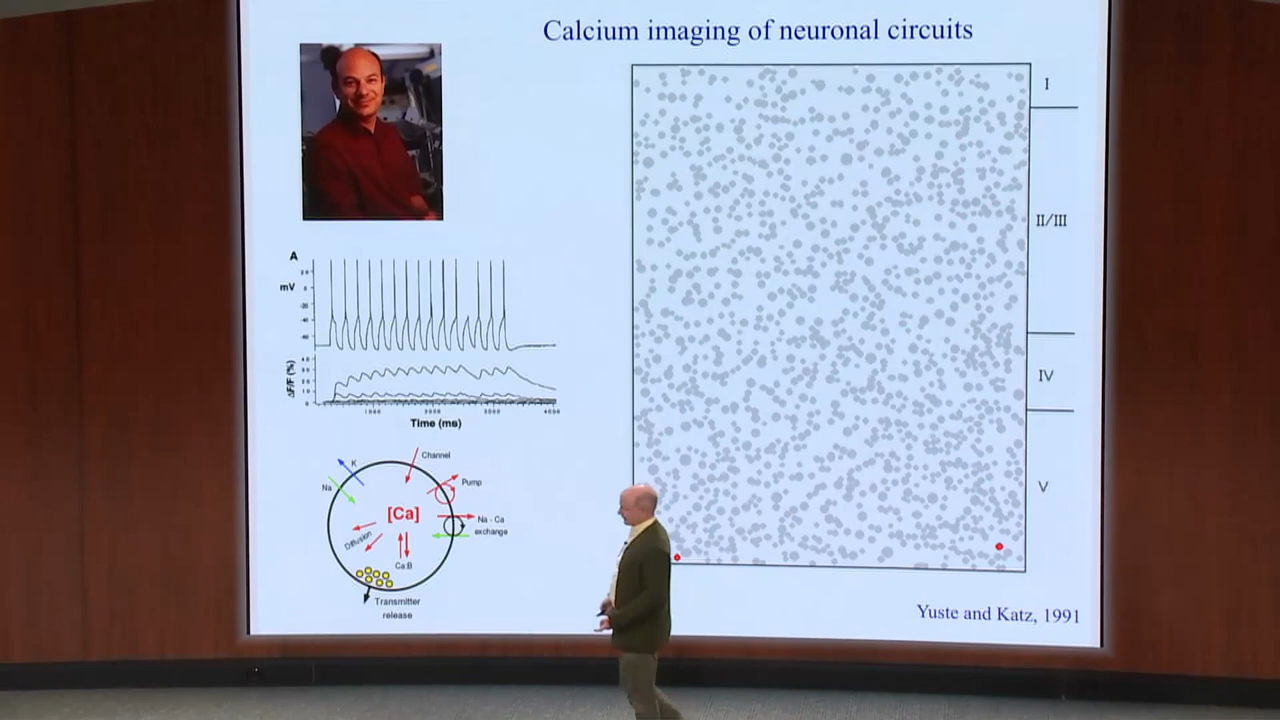 Calcium imaging of neuronal circuits
I
II/III
IV
V
A
mV
ΔF/F (%)
1000 2000 3000 4000
Time (ms)
Channel
K
Pump
Na
[Ca]
Na - Ca
exchange
Diffusion
Ca:B
Transmitter
release
Yuste and Katz, 1991